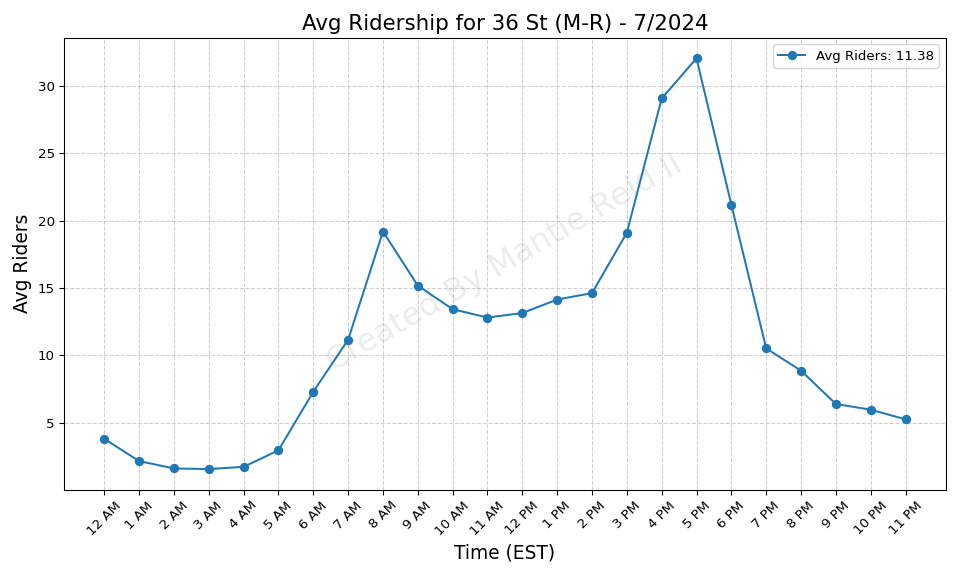 Avg Ridership for 36 St (M-R) - 7/2024
Avg Riders: 11.38
Avg Riders
30
25
20
15
10
5
Created By Mantle Reid II
12 AM 1 AM 2 AM 3 AM 4 AM 5 AM 6 AM 7 AM 8 AM 9 AM 10 AM 11 AM 12 PM 1 PM 2 PM 3 PM 4 PM 5 PM 6 PM 7 PM 8 PM 9 PM 10 PM 11 PM
Time (EST)